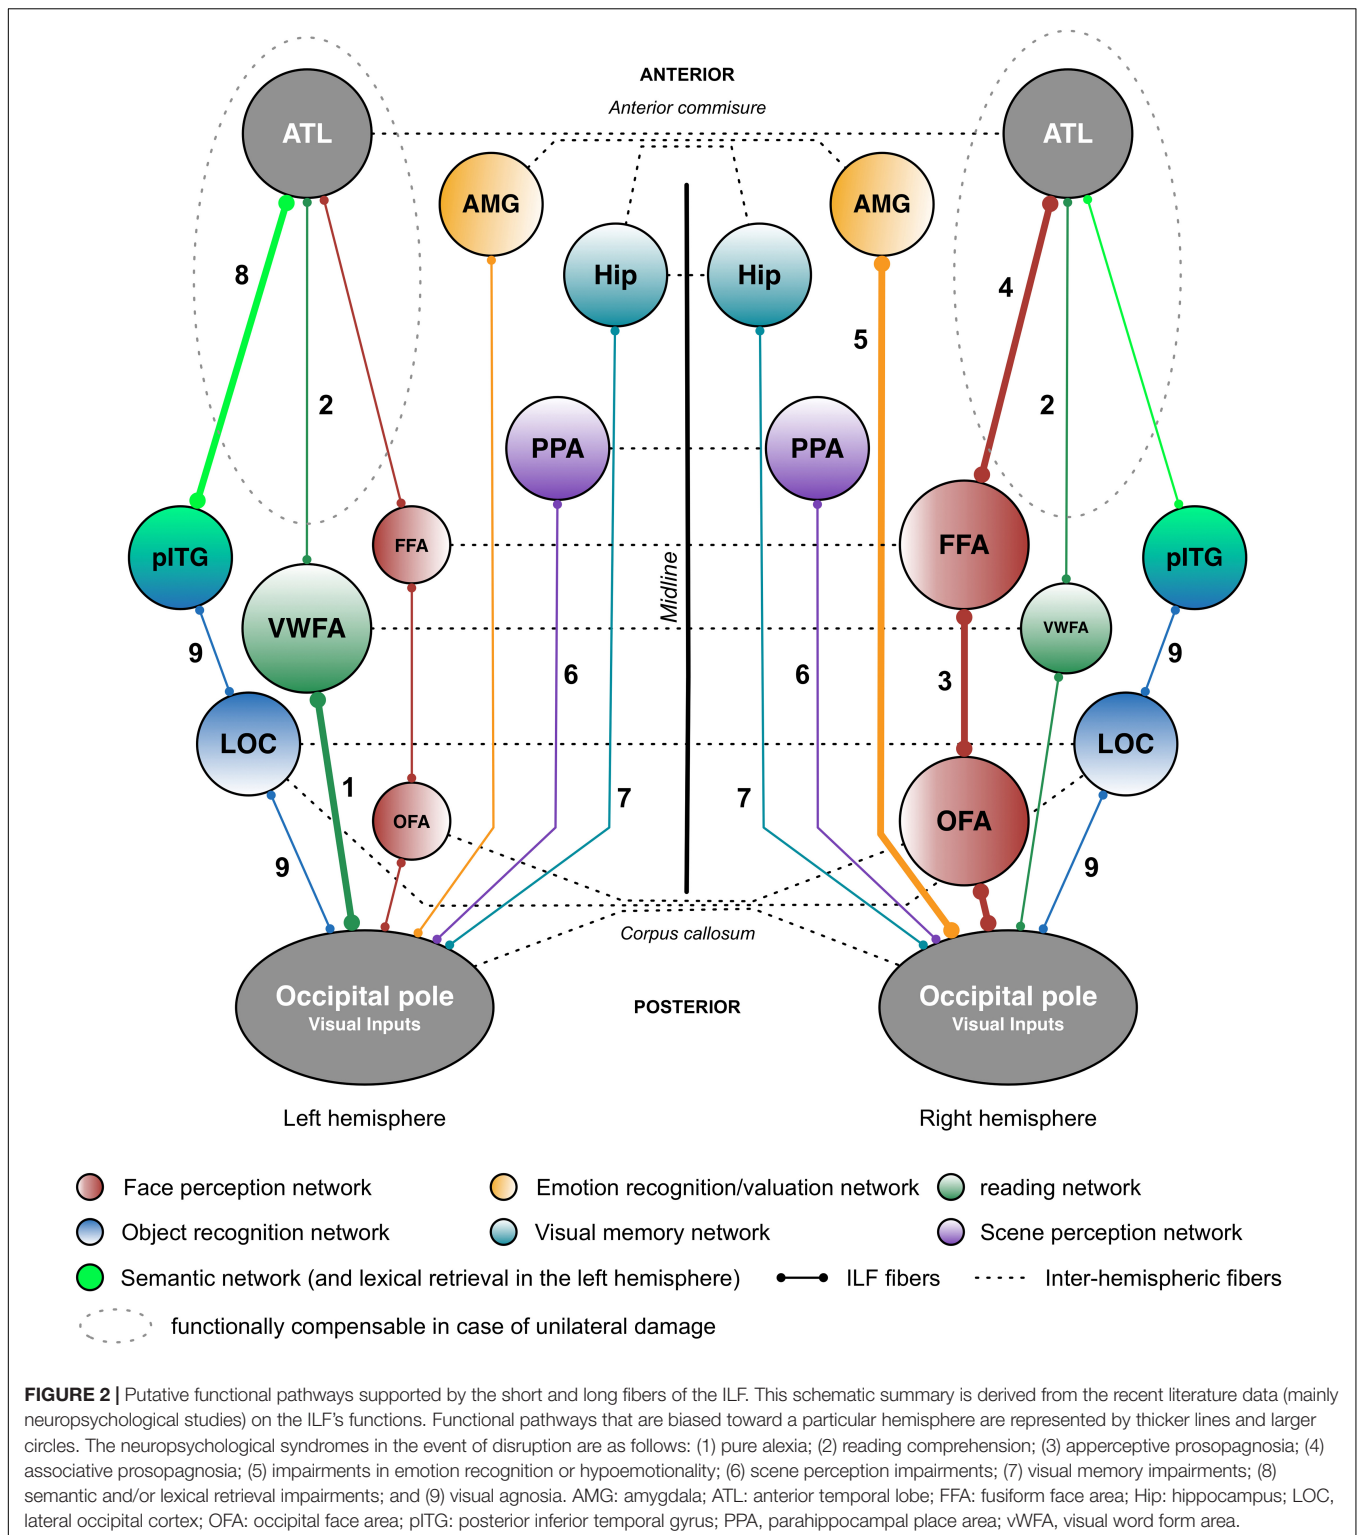 ANTERIOR
Anterior commisure
ATL
ATL
AMG
AMG
Hip
Hip
8
4
5
2
2
PPA
PPA
pITG
FFA
FFA
pITG
Midline
VWFA
VWFA
9
6
6
3
9
LOC
LOC
1
7
7
OFA
OFA
9
9
Corpus callosum
Occipital pole
Visual Inputs
POSTERIOR
Occipital pole
Visual Inputs
Left hemisphere
Right hemisphere
Face perception network
Emotion recognition/valuation network
reading network
Object recognition network
Visual memory network
Scene perception network
Semantic network (and lexical retrieval in the left hemisphere)
ILF fibers
Inter-hemispheric fibers
functionally compensable in case of unilateral damage
FIGURE 2 | Putative functional pathways supported by the short and long fibers of the ILF. This schematic summary is derived from the recent literature data (mainly
neuropsychological studies) on the ILF's functions. Functional pathways that are biased toward a particular hemisphere are represented by thicker lines and larger
circles. The neuropsychological syndromes in the event of disruption are as follows: (1) pure alexia; (2) reading comprehension; (3) apperceptive prosopagnosia; (4)
associative prosopagnosia; (5) impairments in emotion recognition or hypoemotionality; (6) scene perception impairments; (7) visual memory impairments; (8)
semantic and/or lexical retrieval impairments; and (9) visual agnosia. AMG: amygdala; ATL: anterior temporal lobe; FFA: fusiform face area; Hip: hippocampus; LOC,
lateral occipital cortex; OFA: occipital face area; pITG: posterior inferior temporal gyrus; PPA, parahippocampal place area; vWFA, visual word form area.